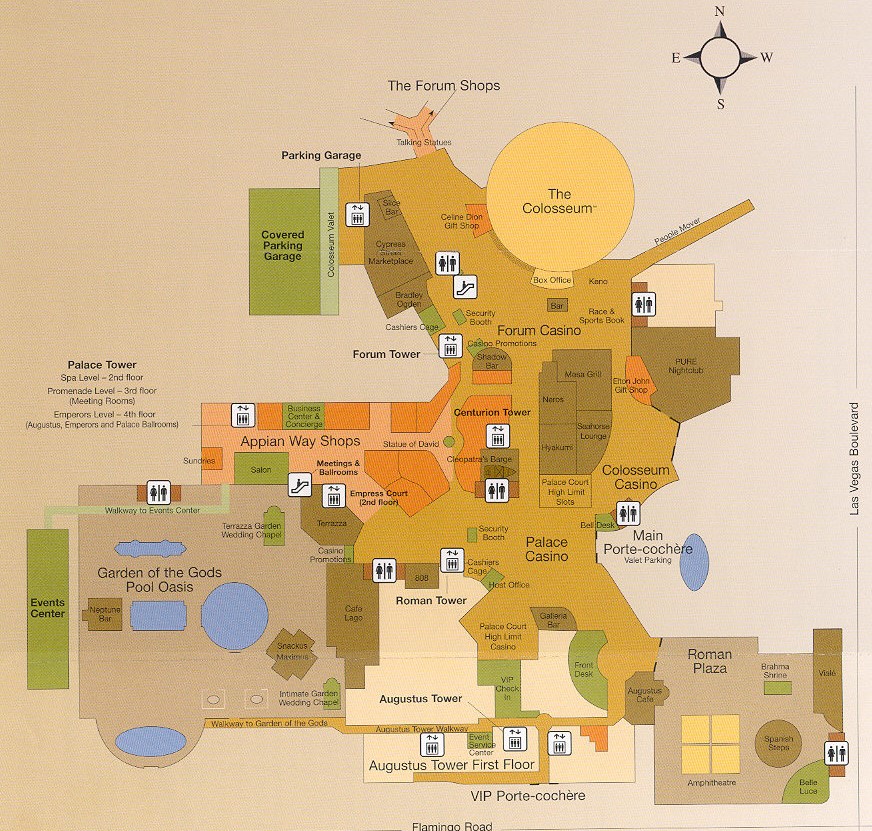 N
E
W
S
The Forum Shops
Talking Statues
Parking Garage
The
Colosseum™
Slice
Bar
Celine Dion
Gift Shop
Colosseum Valet
Covered
Parking
Garage
Cypress
Street
Marketplace
People Mover
Box Office
Keno
Bradley
Ogden
Bar
Race &
Sports Book
Security
Booth
Cashiers Cage
Forum Casino
Casino Promotions
Forum Tower
Shadow
Bar
PURE
Nightclub
Palace Tower
Spa Level – 2nd floor
Promenade Level – 3rd floor
(Meeting Rooms)
Emperors Level – 4th floor
(Augustus, Emperors and Palace Ballrooms)
Mesa Grill
Elton John
Gift Shop
Neros
Business
Center &
Concierge
Centurion Tower
Las Vegas Boulevard
Appian Way Shops
Statue of David
Seahorse
Lounge
Hyakumi
Sundries
Salon
Meetings &
Ballrooms
Cleopatra's Barge
Colosseum
Casino
Palace Court
High Limit
Slots
Empress Court
(2nd floor)
Walkway to Events Center
Terrazza Garden
Wedding Chapel
Terrazza
Bell Desk
Main
Porte-cochère
Valet Parking
Security
Booth
Palace
Casino
Casino
Promotions
Garden of the Gods
Pool Oasis
808
Cashiers
Cage
Host Office
Events
Center
Neptune
Bar
Cafe
Lago
Roman Tower
Galleria
Bar
Palace Court
High Limit
Casino
Snackus
Maximus
Roman
Plaza
Front
Desk
Brahma
Shrine
Viale
VIP
Check-
In
Intimate Garden
Wedding Chapel
Augustus Tower
Augustus
Cafe
Walkway to Garden of the Gods
Augustus Tower Walkway
Event
Service
Center
Spanish
Steps
Augustus Tower First Floor
Amphitheatre
Belle
Luca
VIP Porte-cochère
Flamingo Road